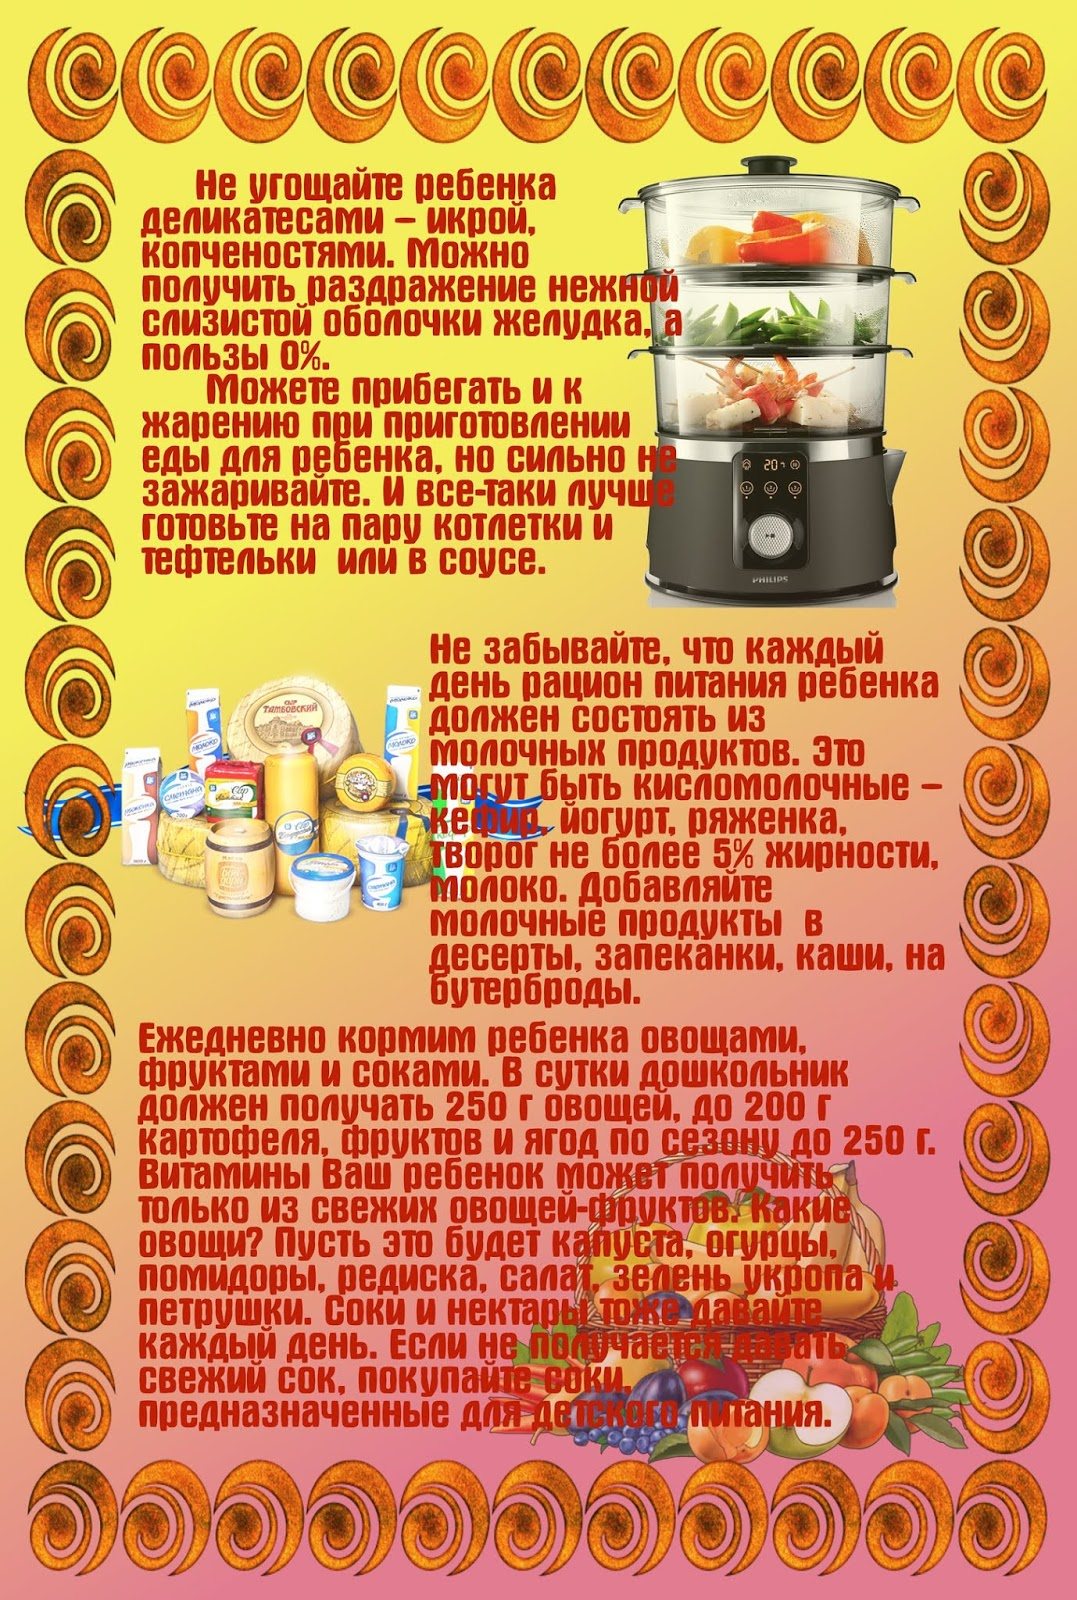 Не угощайте ребенка
деликатесами – икрой,
копченостями. Можно
получить раздражение нежной
слизистой оболочки желудка, а
пользы 0%.
Можете прибегать и к
жарению при приготовлении
еды для ребенка, но сильно не
зажаривайте. И все-таки лучше
готовьте на пару котлетки и
тефтельки или в соусе.
20
PHILIPS
Не забывайте, что каждый
день рацион питания ребенка
должен состоять из
молочных продуктов. Это
могут быть кисломолочные –
кефир, йогурт, ряженка,
творог не более 5% жирности,
молоко. Добавляйте
молочные продукты в
десерты, запеканки, каши, на
бутерброды.
СЫР
ТАМБОВСКИЙ
МОЛОКО
МОЛОКО
Сметана
Сыр
Ежедневно кормим ребенка овощами,
фруктами и соками. В сутки дошкольник
должен получать 250 г овощей, до 200 г
картофеля, фруктов и ягод по сезону до 250 г.
Витамины Ваш ребенок может получить
только из свежих овощей-фруктов. Какие
овощи? Пусть это будет капуста, огурцы,
помидоры, редиска, салат, зелень укропа и
петрушки. Соки и нектары тоже давайте
каждый день. Если не получается давать
свежий сок, покупайте соки,
предназначенные для детского питания.